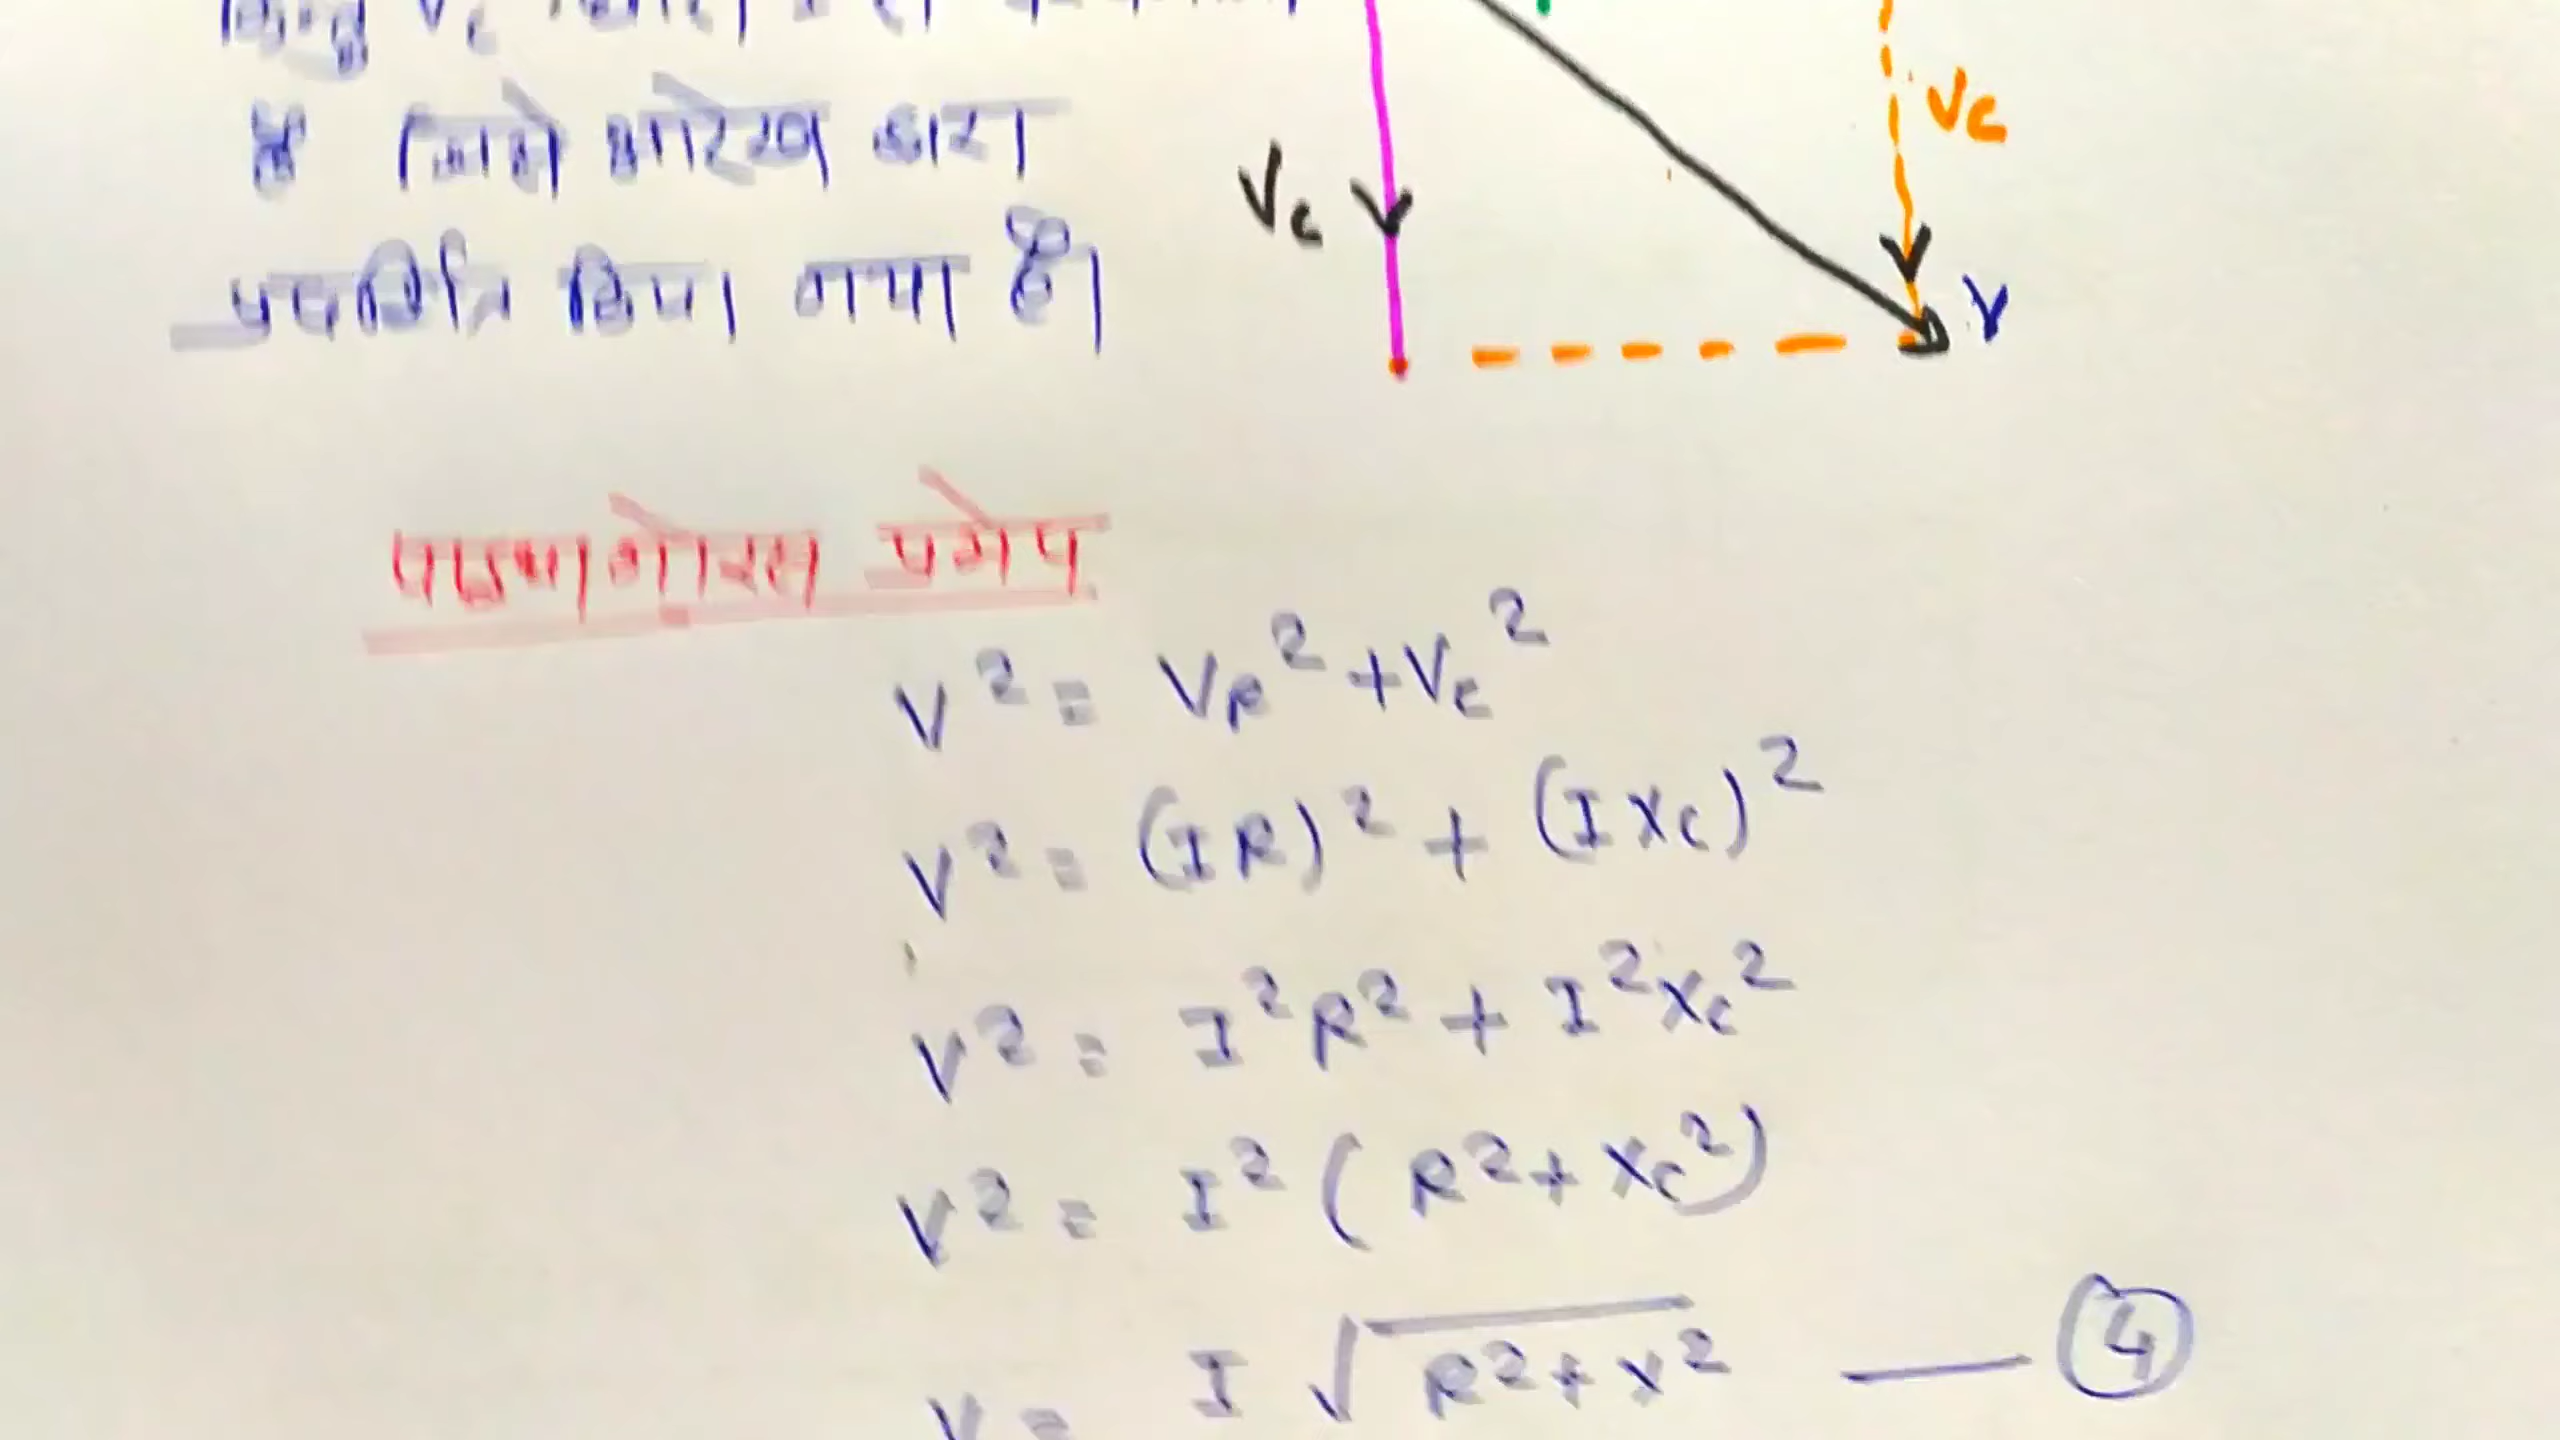 किन्तु Vc
है जिसे आरेख द्वारा
प्रदर्शित किया गया है।
Vc
Vc
V
पाइथागोरस प्रमेय
V² = VR² + Vc²
V² = (IR)² + (IXc)²
V² = I²R² + I²Xc²
V² = I² (R² + Xc²)
V = I √R² + X² — ④